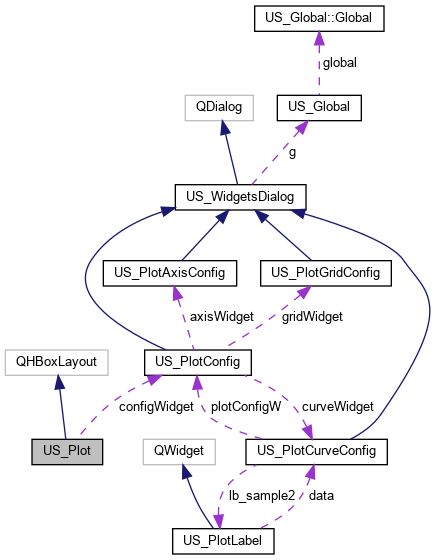 US_Global::Global
global
QDialog
US_Global
g
US_WidgetsDialog
US_PlotAxisConfig
US_PlotGridConfig
axisWidget
gridWidget
QHBoxLayout
US_PlotConfig
configWidget
plotConfigW
curveWidget
US_Plot
QWidget
US_PlotCurveConfig
lb_sample2
data
US_PlotLabel